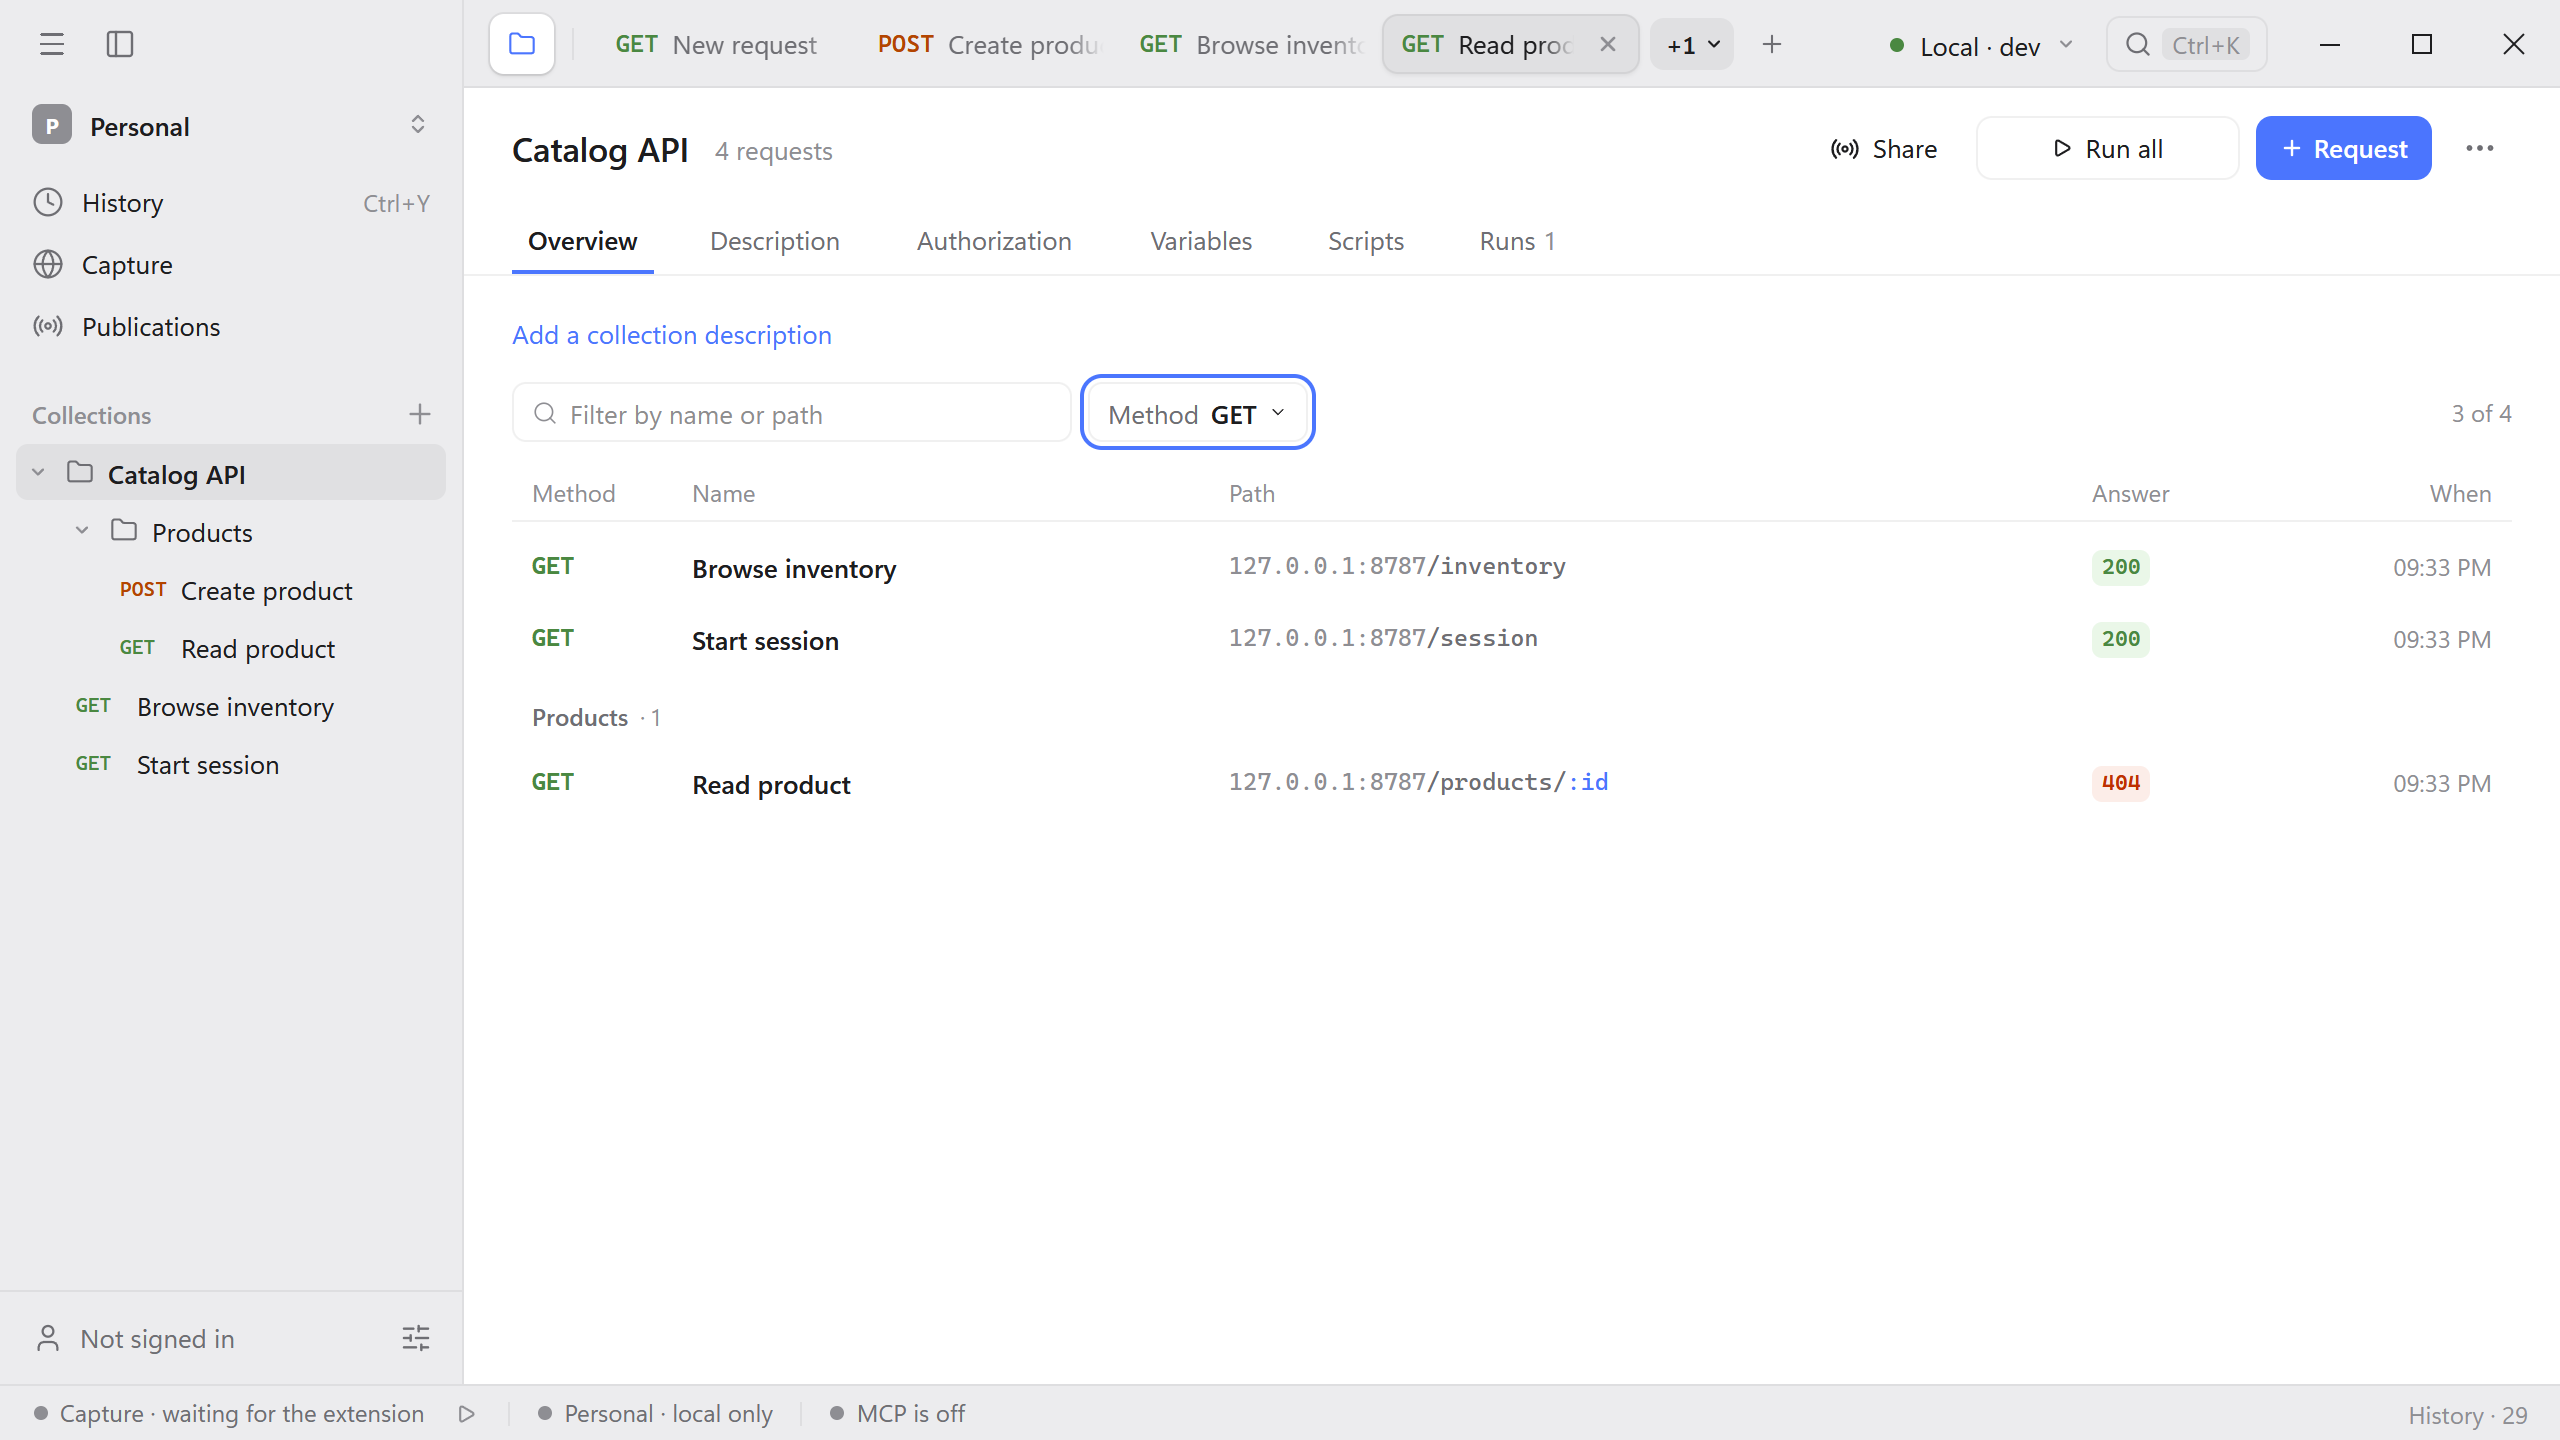 GET New request
POST Create produ
GET Browse invent
GET Read proc
+1
Local · dev
Ctrl+K
P Personal
History Ctrl+Y
Capture
Publications
Collections
Catalog API
Products
POST Create product
GET Read product
GET Browse inventory
GET Start session
Not signed in
Catalog API 4 requests
Share
Run all
Request
Overview Description Authorization Variables Scripts Runs 1
Add a collection description
Filter by name or path
Method GET
3 of 4
Method Name Path Answer When
GET Browse inventory 127.0.0.1:8787/inventory 200 09:33 PM
GET Start session 127.0.0.1:8787/session 200 09:33 PM
Products · 1
GET Read product 127.0.0.1:8787/products/:id 404 09:33 PM
Capture · waiting for the extension
Personal · local only
MCP is off
History · 29